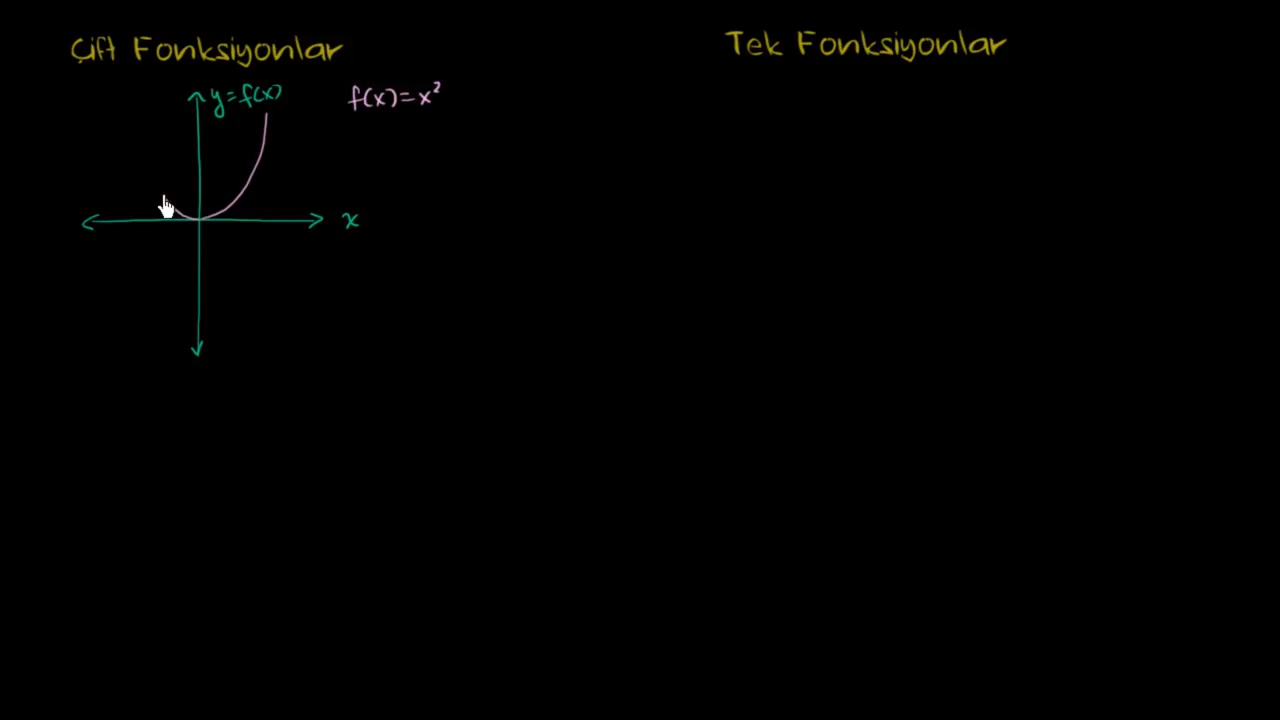 Çift Fonksiyonlar
Tek Fonksiyonlar
y=f(x)
f(x)=x²
x